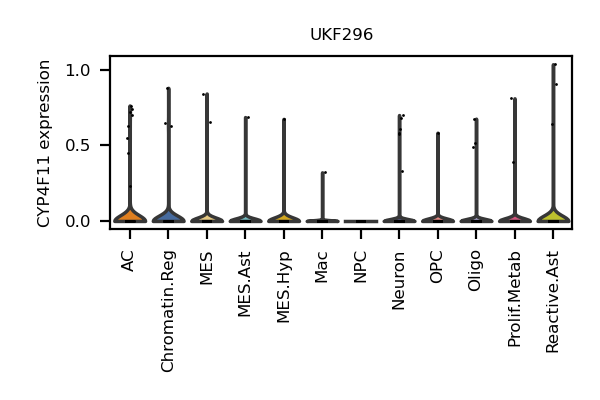 UKF296
CYP4F11 expression
1.0
0.5
0.0
AC
Chromatin.Reg
MES
MES.Ast
MES.Hyp
Mac
NPC
Neuron
OPC
Oligo
Prolif.Metab
Reactive.Ast